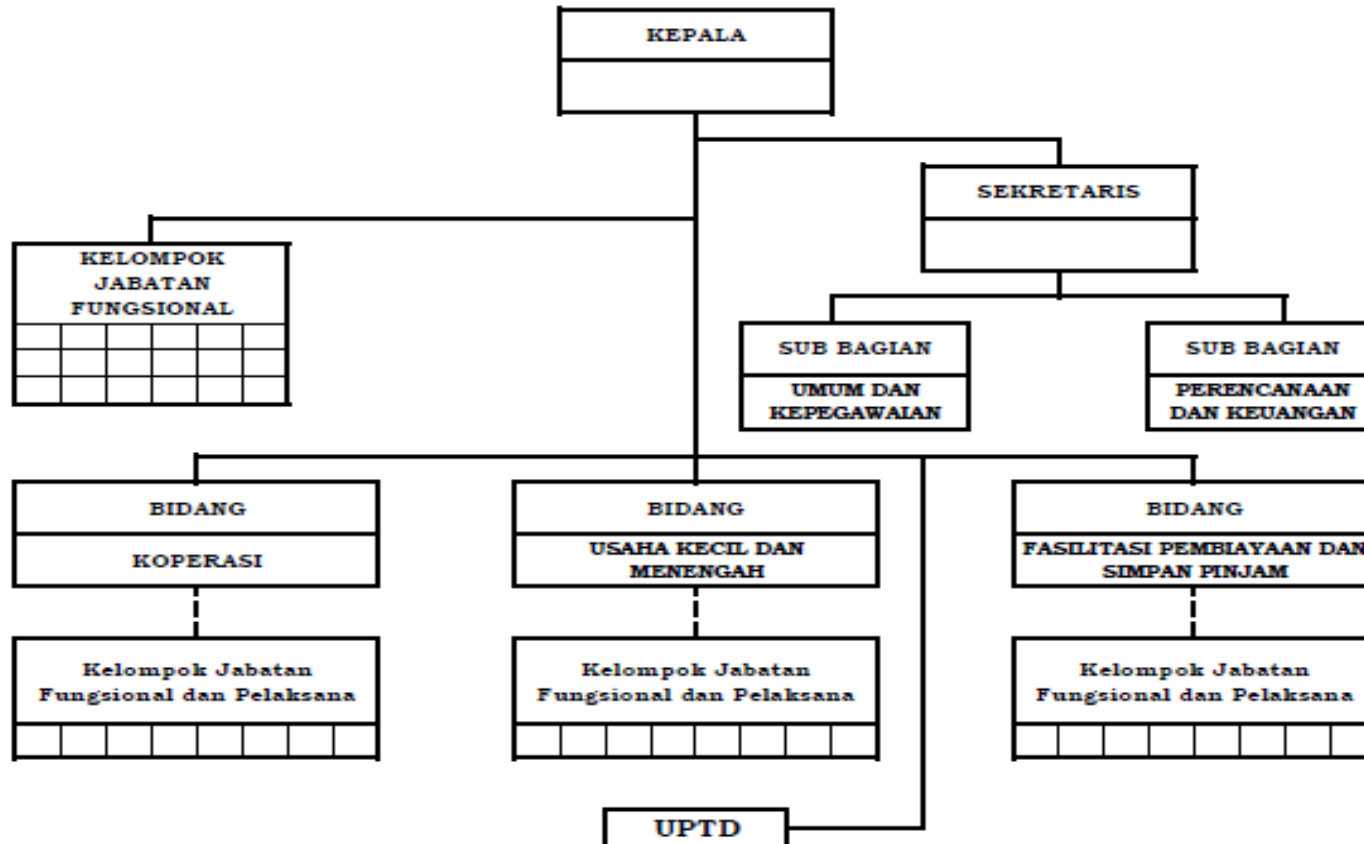 KEPALA
SEKRETARIS
KELOMPOK
JABATAN
FUNGSIONAL
SUB BAGIAN
UMUM DAN
KEPEGAWAIAN
SUB BAGIAN
PERENCANAAN
DAN KEUANGAN
BIDANG
KOPERASI
BIDANG
USAHA KECIL DAN
MENENGAH
BIDANG
FASILITASI PEMBIAYAAN DAN
SIMPAN PINJAM
Kelompok Jabatan
Fungsional dan Pelaksana
Kelompok Jabatan
Fungsional dan Pelaksana
Kelompok Jabatan
Fungsional dan Pelaksana
UPTD